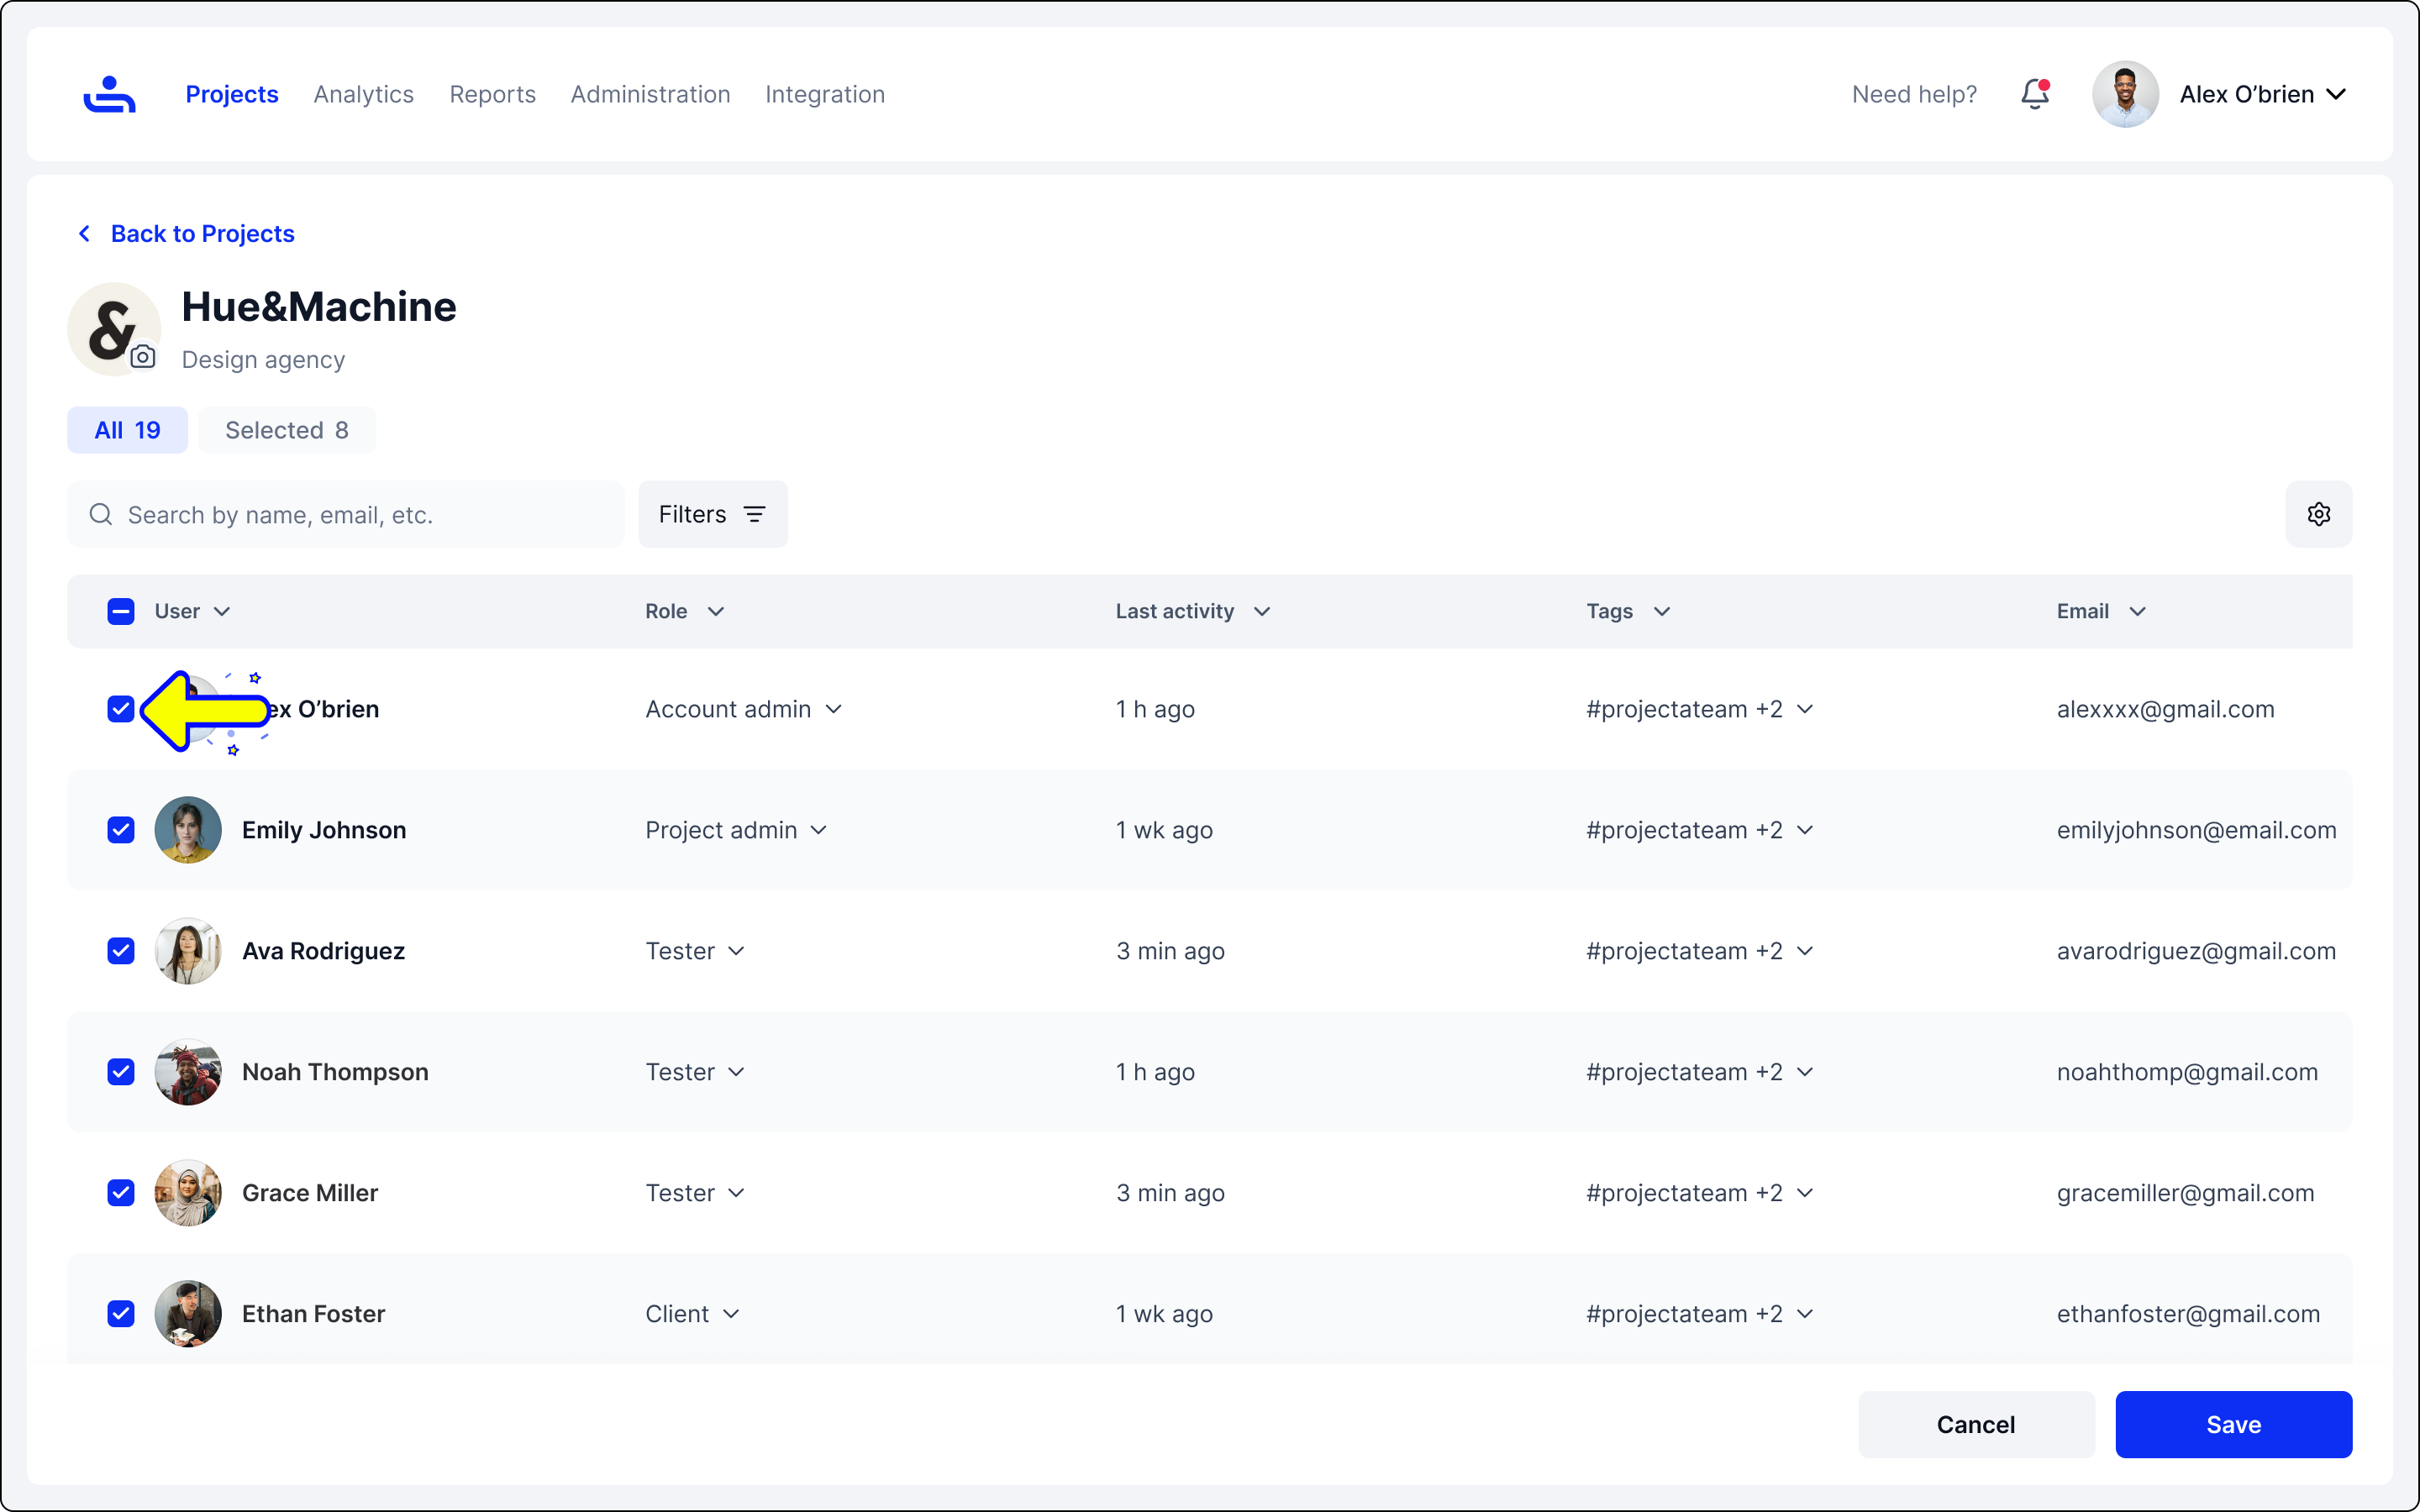 Projects Analytics Reports Administration Integration Need help? Alex O’brien
Back to Projects
&
Hue&Machine
Design agency
All 19 Selected 8
Search by name, email, etc. Filters
User Role Last activity Tags Email
ex O’brien Account admin 1 h ago #projectateam +2 alexxxx@gmail.com
Emily Johnson Project admin 1 wk ago #projectateam +2 emilyjohnson@email.com
Ava Rodriguez Tester 3 min ago #projectateam +2 avarodriguez@gmail.com
Noah Thompson Tester 1 h ago #projectateam +2 noahthomp@gmail.com
Grace Miller Tester 3 min ago #projectateam +2 gracemiller@gmail.com
Ethan Foster Client 1 wk ago #projectateam +2 ethanfoster@gmail.com
Cancel Save